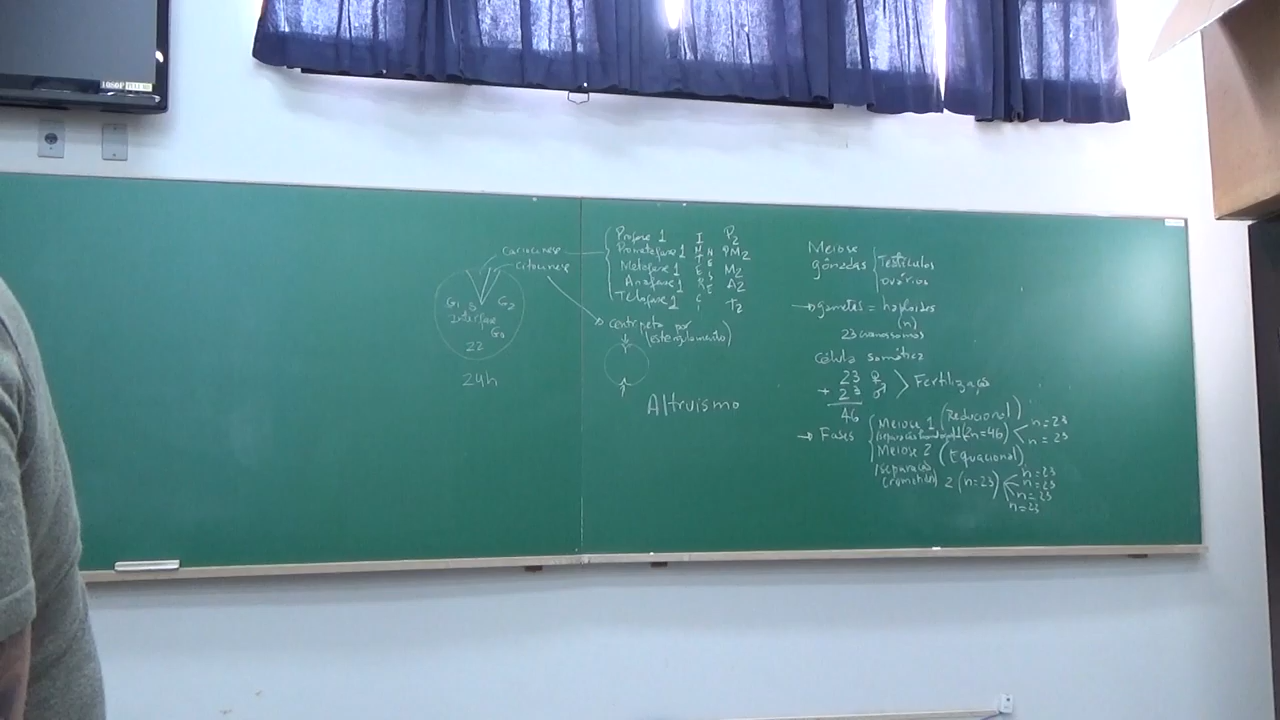 Cariocinese
Citocinese
G1 S G2
Interfase
G0
22
24h
Prófase 1
Prometáfase 1
Metáfase 1
Anáfase 1
Telófase 1
I
N
T
E
R
C
I
N
E
S
E
P2
PM2
M2
A2
T2
centrípeta por
(estrangulamento)
Altruísmo
Meiose
gônadas
Testículos
ovários
→ gametas = haploides
(n)
23 cromossomos
Célula somática
23 ♀
+ 23 ♂
46
Fertilização
→ Fases
Meiose 1 (Reducional)
(2n=46)
n=23
n=23
Meiose 2 (Equacional)
(separação
cromátides) 2 (n=23)
n=23
n=23
n=23
n=23